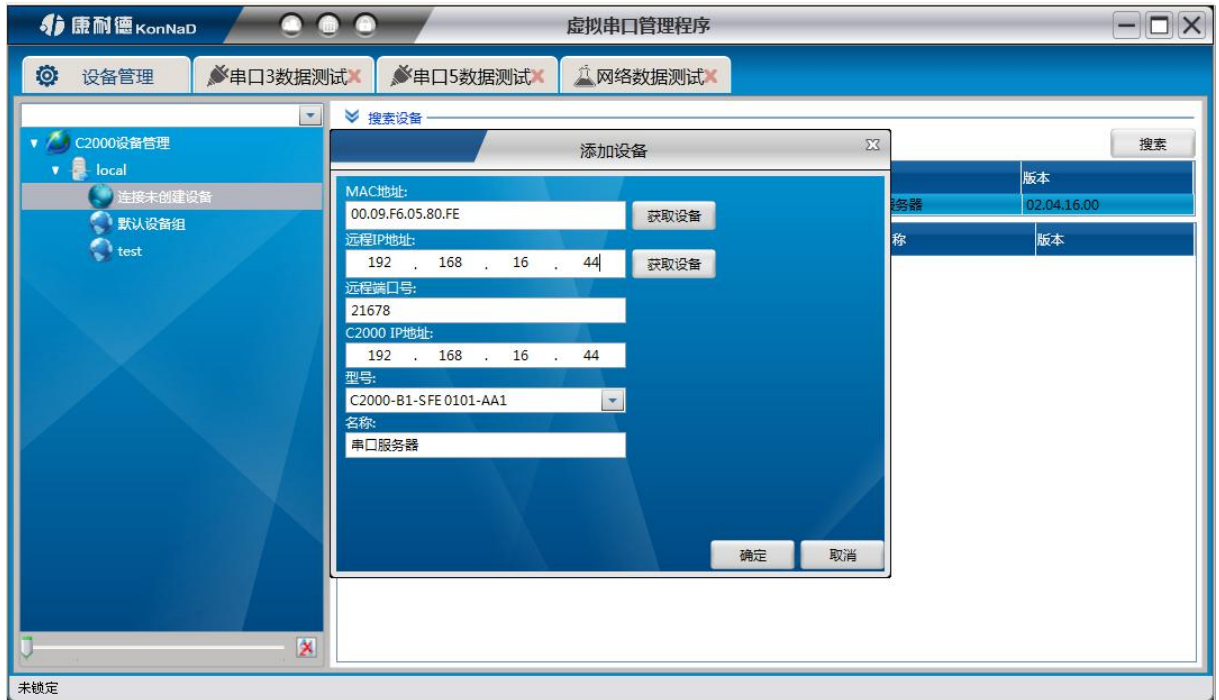 康耐德 KonNaD
虚拟串口管理程序
设备管理
串口3数据测试
串口5数据测试
网络数据测试
C2000设备管理
local
连接未创建设备
默认设备组
test
搜素设备
搜索
版本
服务器
02.04.16.00
称
版本
添加设备
MAC地址:
00.09.F6.05.80.FE
获取设备
远程IP地址:
192 . 168 . 16 . 44
获取设备
远程端口号:
21678
C2000 IP地址:
192 . 168 . 16 . 44
型号:
C2000-B1-SFE0101-AA1
名称:
串口服务器
确定
取消
未锁定